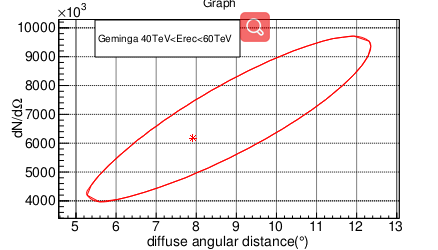 Graph
×10³
Geminga 40TeV<Erec<60TeV
10000
9000
8000
7000
6000
5000
4000
dN/dΩ
5 6 7 8 9 10 11 12 13
diffuse angular distance(°)